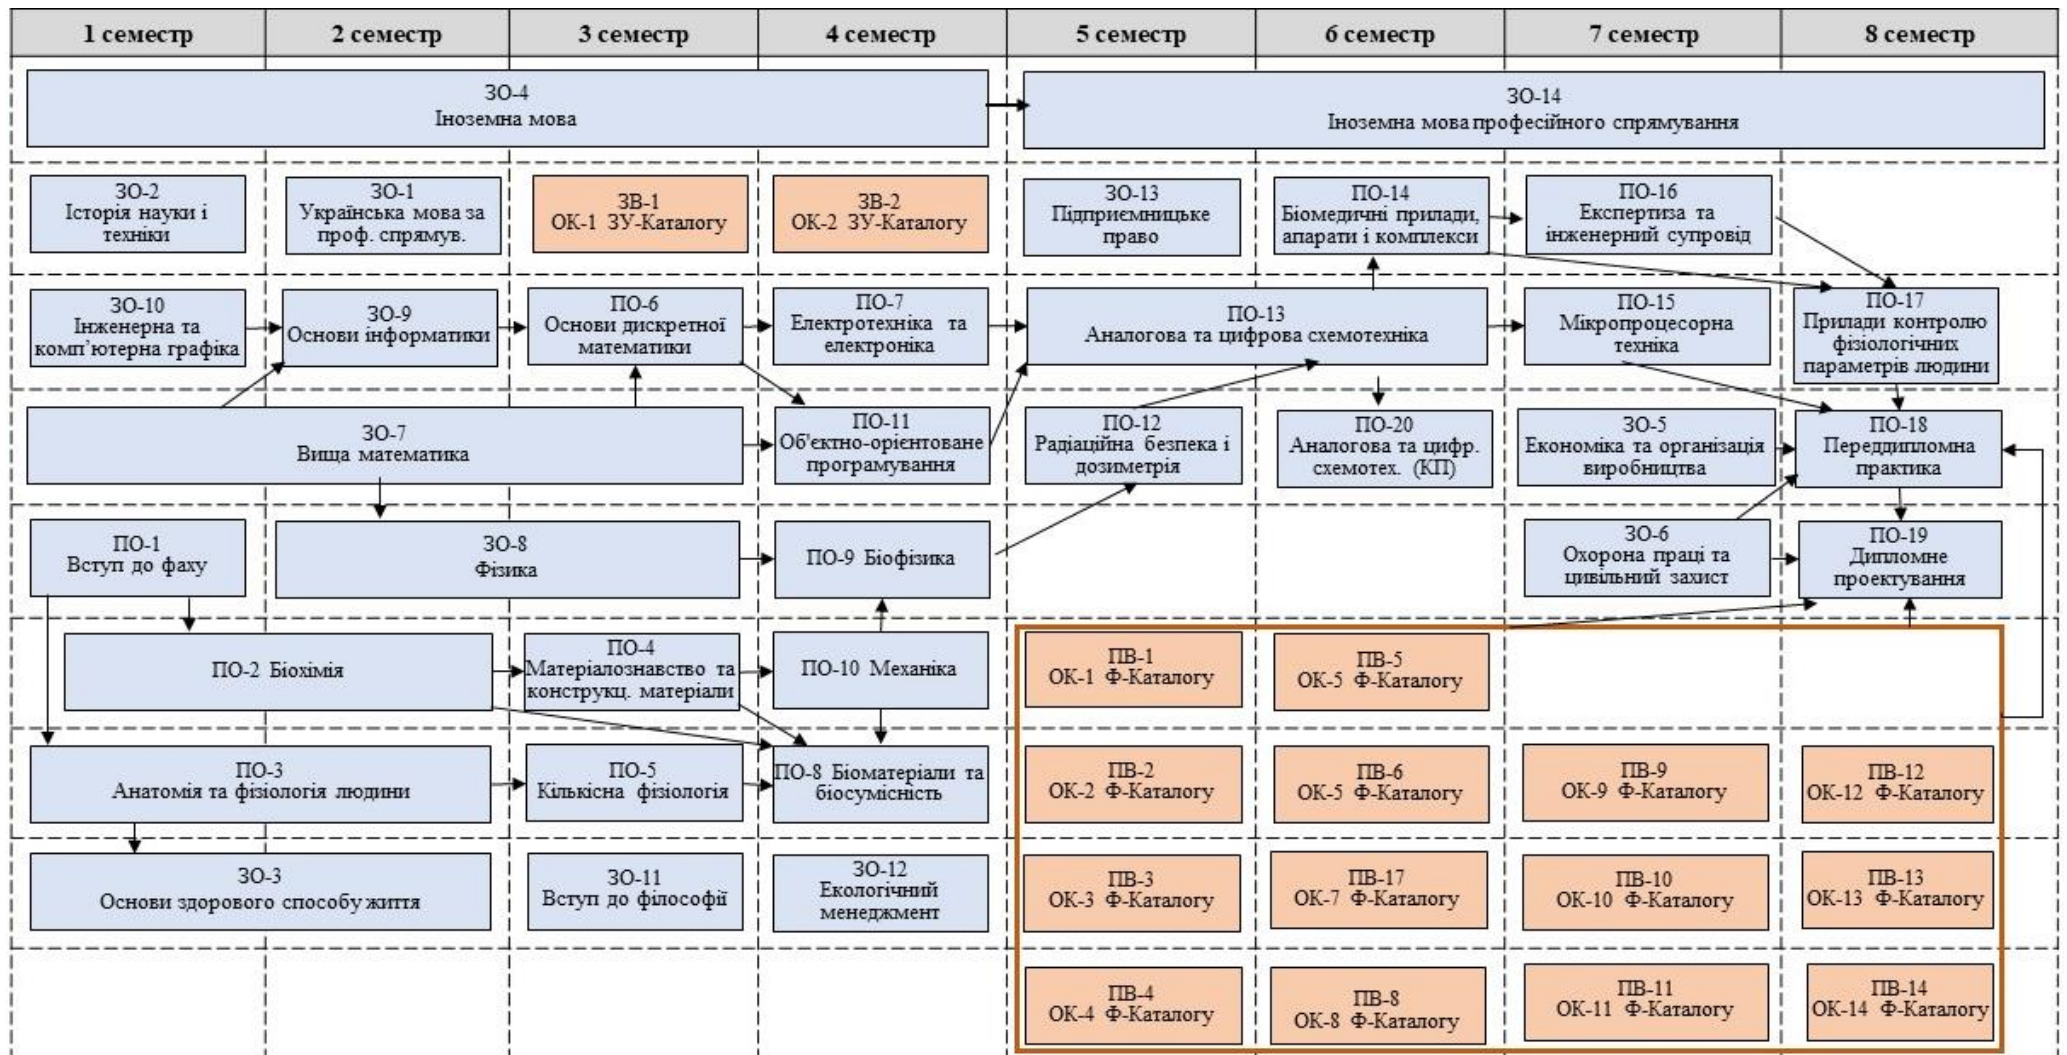 1 семестр
2 семестр
3 семестр
4 семестр
5 семестр
6 семестр
7 семестр
8 семестр
ЗО-4
Іноземна мова
ЗО-14
Іноземна мова професійного спрямування
ЗО-2
Історія науки і
техніки
ЗО-1
Українська мова за
проф. спрямув.
ЗВ-1
ОК-1 ЗУ-Каталогу
ЗВ-2
ОК-2 ЗУ-Каталогу
ЗО-13
Підприємницьке
право
ПО-14
Біомедичні прилади,
апарати і комплекси
ПО-16
Експертиза та
інженерний супровід
ЗО-10
Інженерна та
комп’ютерна графіка
ЗО-9
Основи інформатики
ПО-6
Основи дискретної
математики
ПО-7
Електротехніка та
електроніка
ПО-13
Аналогова та цифрова схемотехніка
ПО-15
Мікропроцесорна
техніка
ПО-17
Прилади контролю
фізіологічних
параметрів людини
ЗО-7
Вища математика
ПО-11
Об'єктно-орієнтоване
програмування
ПО-12
Радіаційна безпека і
дозиметрія
ПО-20
Аналогова та цифр.
схемотех. (КП)
ЗО-5
Економіка та організація
виробництва
ПО-18
Переддипломна
практика
ПО-1
Вступ до фаху
ЗО-8
Фізика
ПО-9 Біофізика
ЗО-6
Охорона праці та
цивільний захист
ПО-19
Дипломне
проектування
ПО-2 Біохімія
ПО-4
Матеріалознавство та
конструкц. матеріали
ПО-10 Механіка
ПВ-1
ОК-1 Ф-Каталогу
ПВ-5
ОК-5 Ф-Каталогу
ПО-3
Анатомія та фізіологія людини
ПО-5
Кількісна фізіологія
ПО-8 Біоматеріали та
біосумісність
ПВ-2
ОК-2 Ф-Каталогу
ПВ-6
ОК-5 Ф-Каталогу
ПВ-9
ОК-9 Ф-Каталогу
ПВ-12
ОК-12 Ф-Каталогу
ЗО-3
Основи здорового способу життя
ЗО-11
Вступ до філософії
ЗО-12
Екологічний
менеджмент
ПВ-3
ОК-3 Ф-Каталогу
ПВ-17
ОК-7 Ф-Каталогу
ПВ-10
ОК-10 Ф-Каталогу
ПВ-13
ОК-13 Ф-Каталогу
ПВ-4
ОК-4 Ф-Каталогу
ПВ-8
ОК-8 Ф-Каталогу
ПВ-11
ОК-11 Ф-Каталогу
ПВ-14
ОК-14 Ф-Каталогу